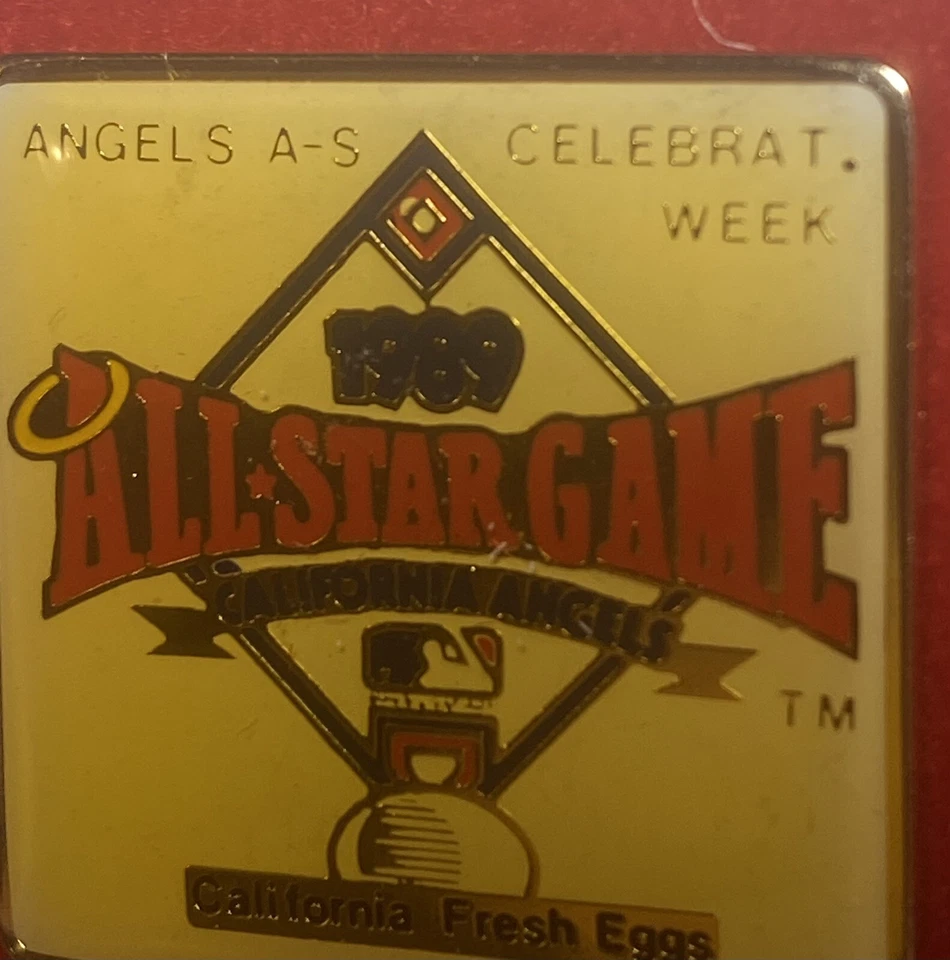 ANGELS A-S CELEBRAT.
WEEK
1989
ALL★STAR GAME
CALIFORNIA ANGELS
TM
California Fresh Eggs